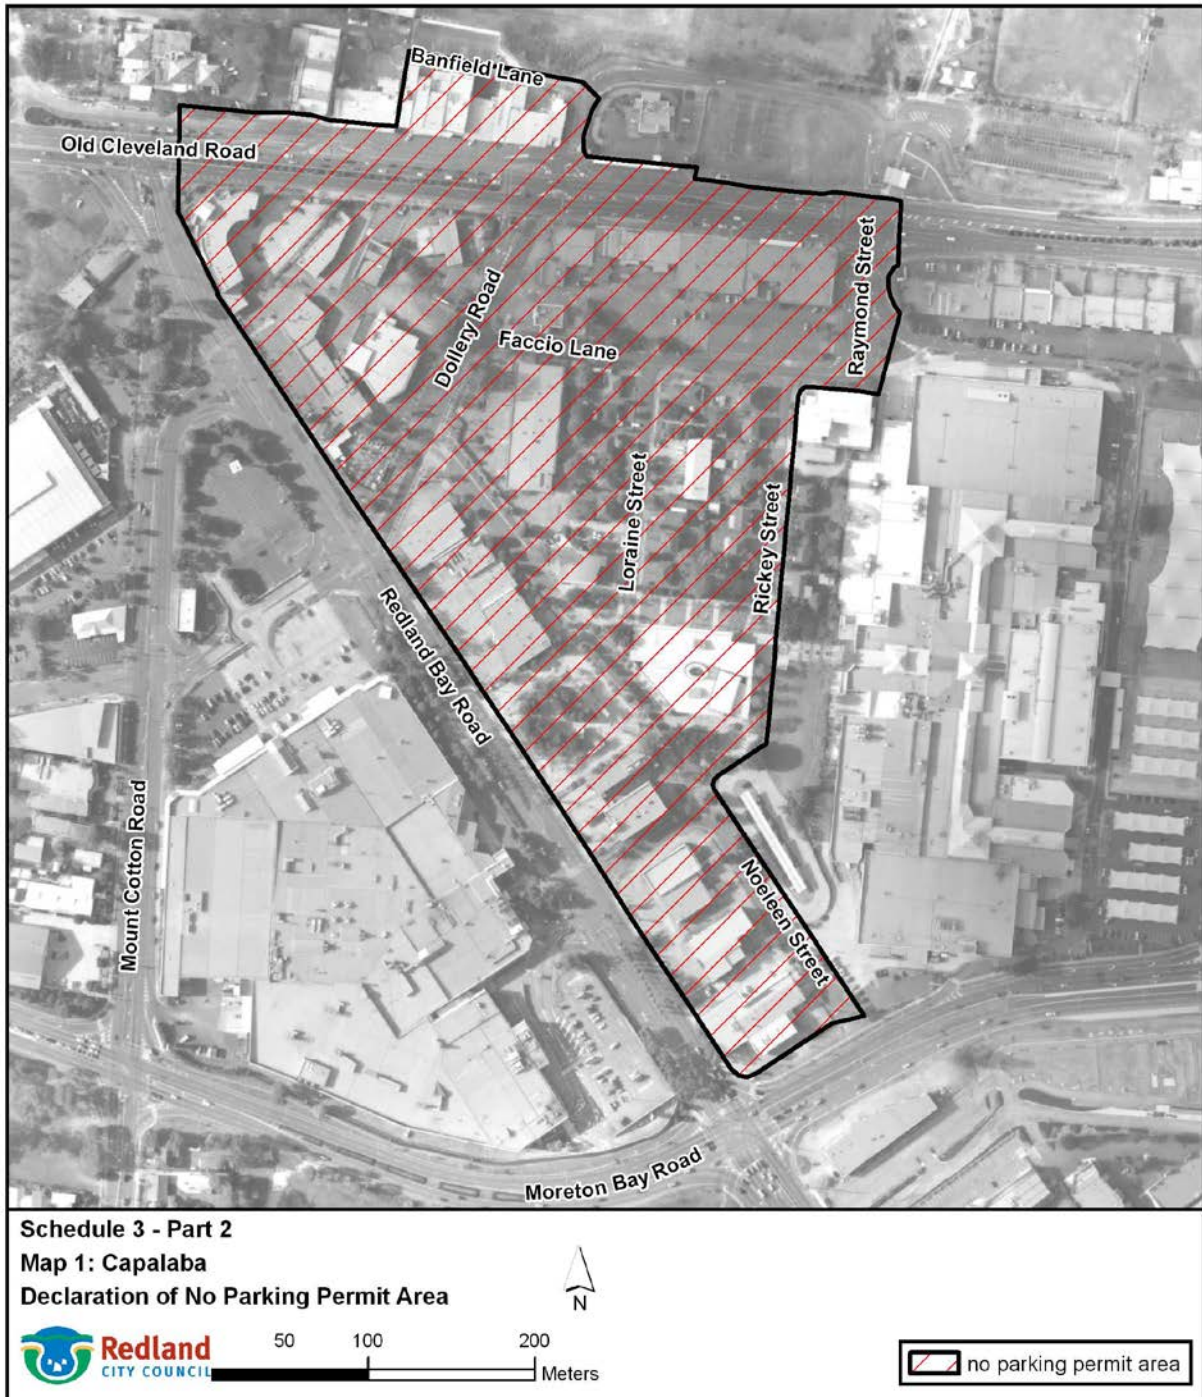 Banfield Lane
Old Cleveland Road
Raymond Street
Dollery Road
Faccio Lane
Loraine Street
Rickey Street
Redland Bay Road
Mount Cotton Road
Noeleen Street
Moreton Bay Road
Schedule 3 - Part 2
Map 1: Capalaba
Declaration of No Parking Permit Area
N
Redland
CITY COUNCIL
50 100 200
Meters
no parking permit area